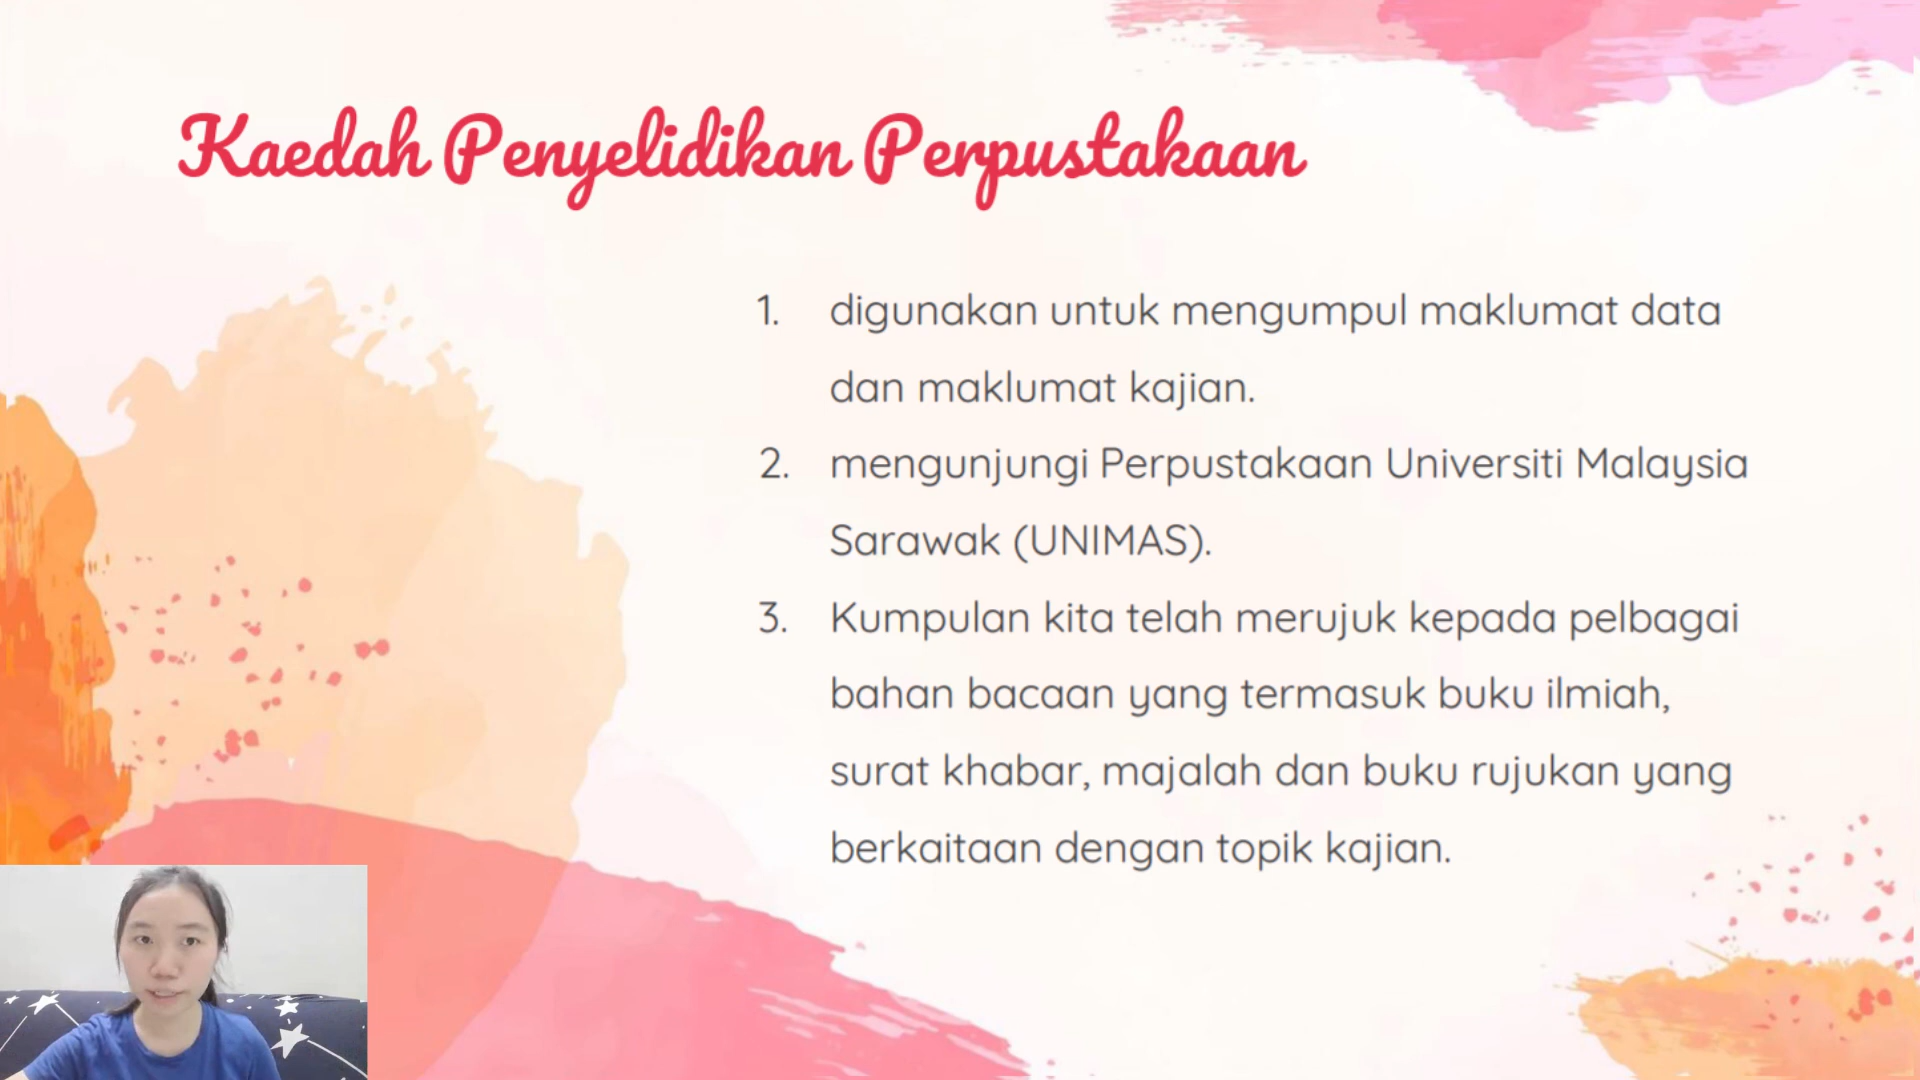 Kaedah Penyelidikan Perpustakaan
1. digunakan untuk mengumpul maklumat data
dan maklumat kajian.
2. mengunjungi Perpustakaan Universiti Malaysia
Sarawak (UNIMAS).
3. Kumpulan kita telah merujuk kepada pelbagai
bahan bacaan yang termasuk buku ilmiah,
surat khabar, majalah dan buku rujukan yang
berkaitaan dengan topik kajian.